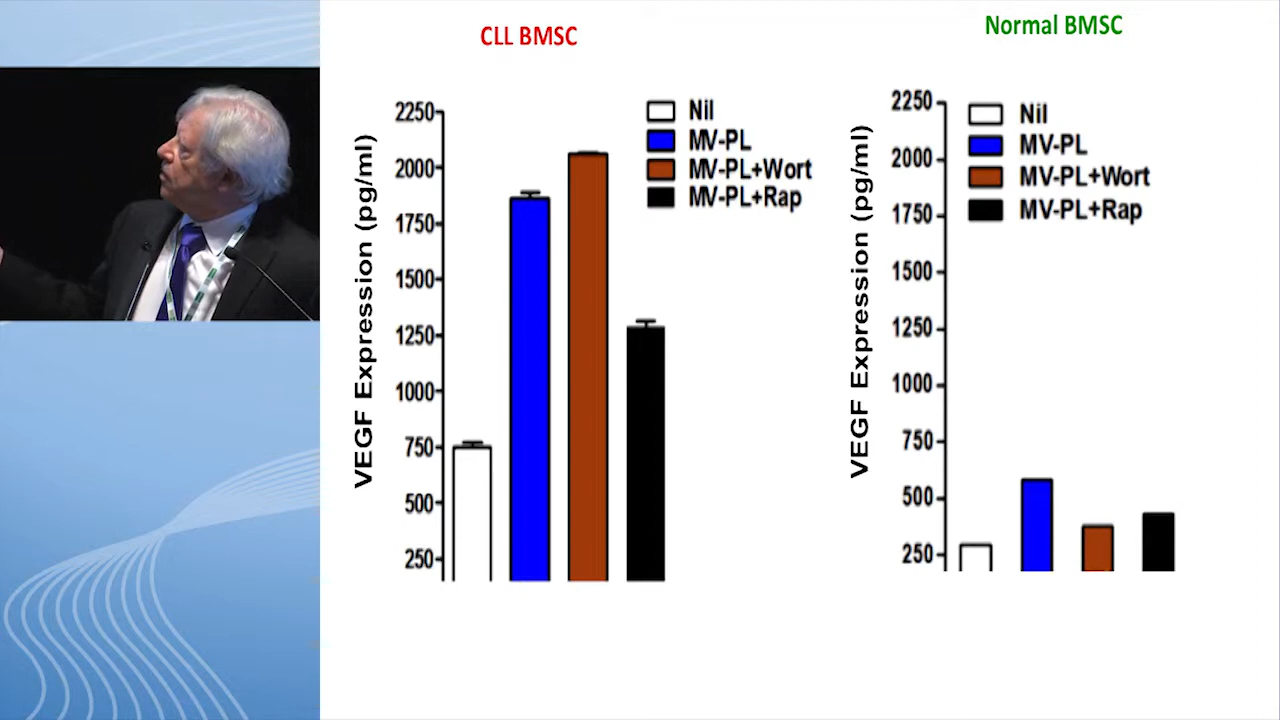 CLL BMSC
VEGF Expression (pg/ml)
2250
2000
1750
1500
1250
1000
750
500
250
Nil
MV-PL
MV-PL+Wort
MV-PL+Rap
Normal BMSC
VEGF Expression (pg/ml)
2250
2000
1750
1500
1250
1000
750
500
250
Nil
MV-PL
MV-PL+Wort
MV-PL+Rap